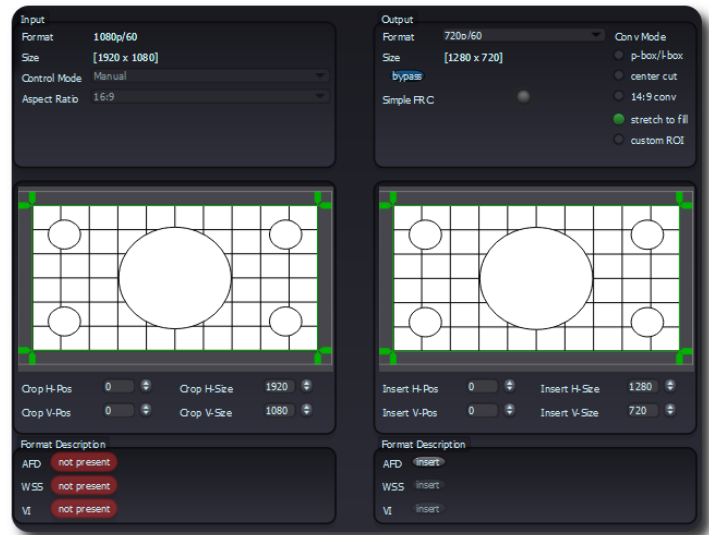 Input
Format 1080p/60
Size [1920 x 1080]
Control Mode Manual
Aspect Ratio 16:9
Output
Format 720p/60
Size [1280 x 720]
bypass
Simple FRC
Conv Mode
p-box/l-box
center cut
14:9 conv
stretch to fill
custom ROI
Crop H-Pos 0 Crop H-Size 1920
Crop V-Pos 0 Crop V-Size 1080
Insert H-Pos 0 Insert H-Size 1280
Insert V-Pos 0 Insert V-Size 720
Format Description
AFD not present
WSS not present
VI not present
Format Description
AFD insert
WSS insert
VI insert